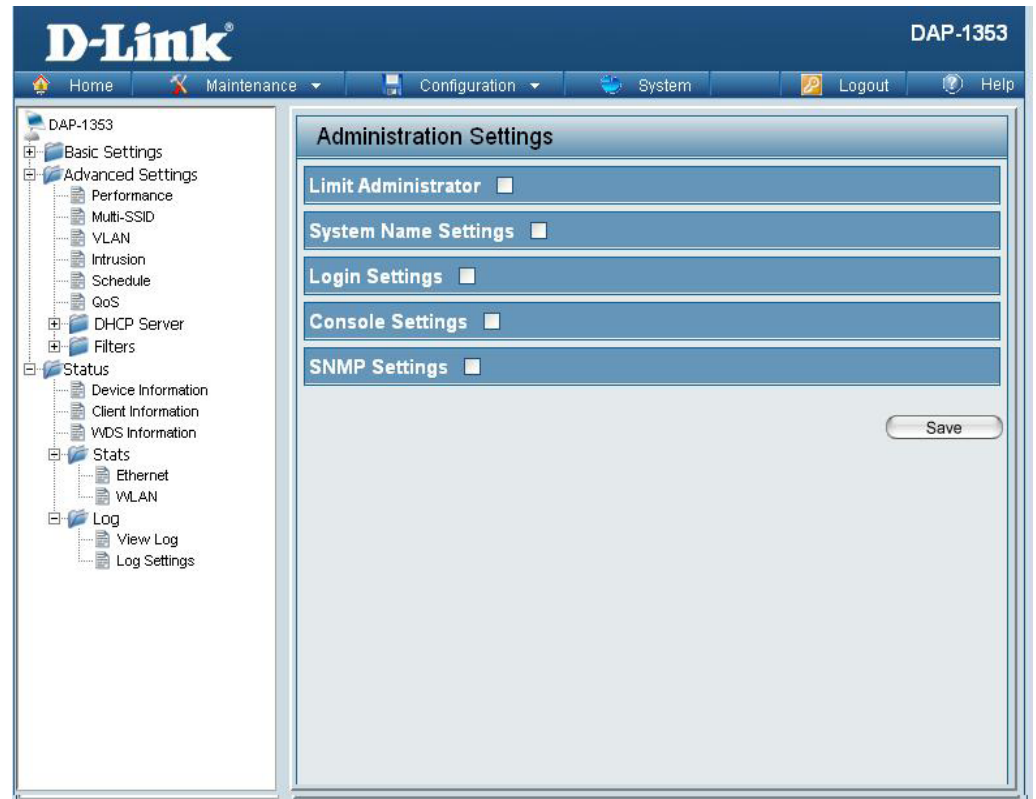 D-Link®
DAP-1353
Home Maintenance Configuration System Logout Help
DAP-1353
Basic Settings
Advanced Settings
Performance
Multi-SSID
VLAN
Intrusion
Schedule
QoS
DHCP Server
Filters
Status
Device Information
Client Information
WDS Information
Stats
Ethernet
WLAN
Log
View Log
Log Settings
Administration Settings
Limit Administrator
System Name Settings
Login Settings
Console Settings
SNMP Settings
Save